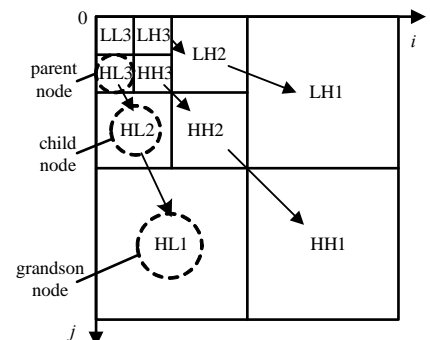 0
i
LL3 LH3
LH2
parent
node
HL3 HH3
LH1
child
node
HL2
HH2
HL1
HH1
grandson
node
j